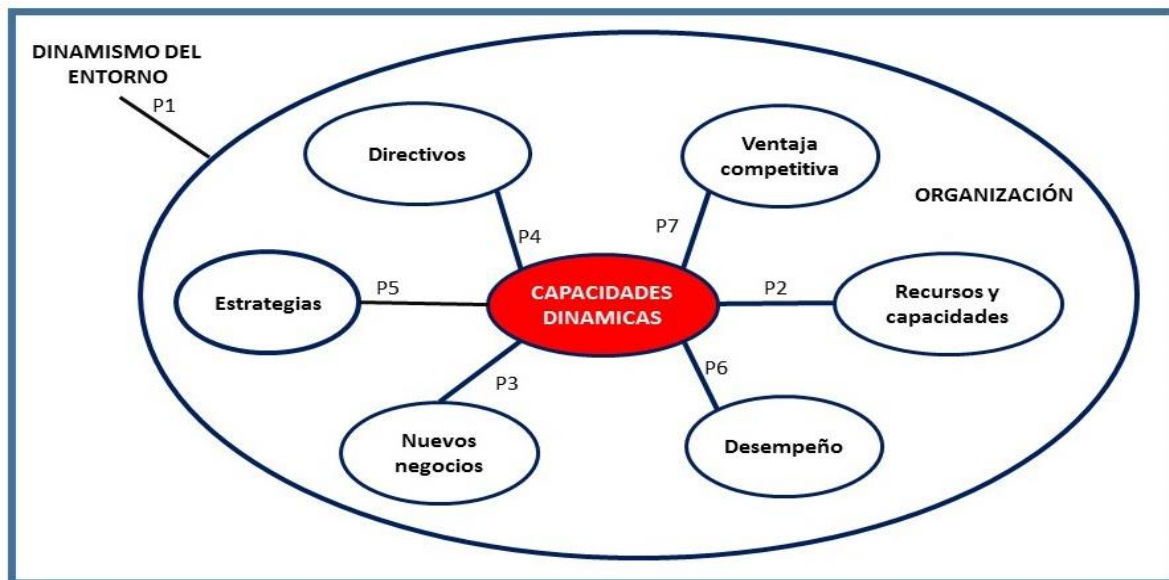 DINAMISMO DEL
ENTORNO
P1
Directivos
Ventaja
competitiva
ORGANIZACIÓN
P4
P7
Estrategias
P5
CAPACIDADES
DINAMICAS
P2
Recursos y
capacidades
P3
P6
Nuevos
negocios
Desempeño